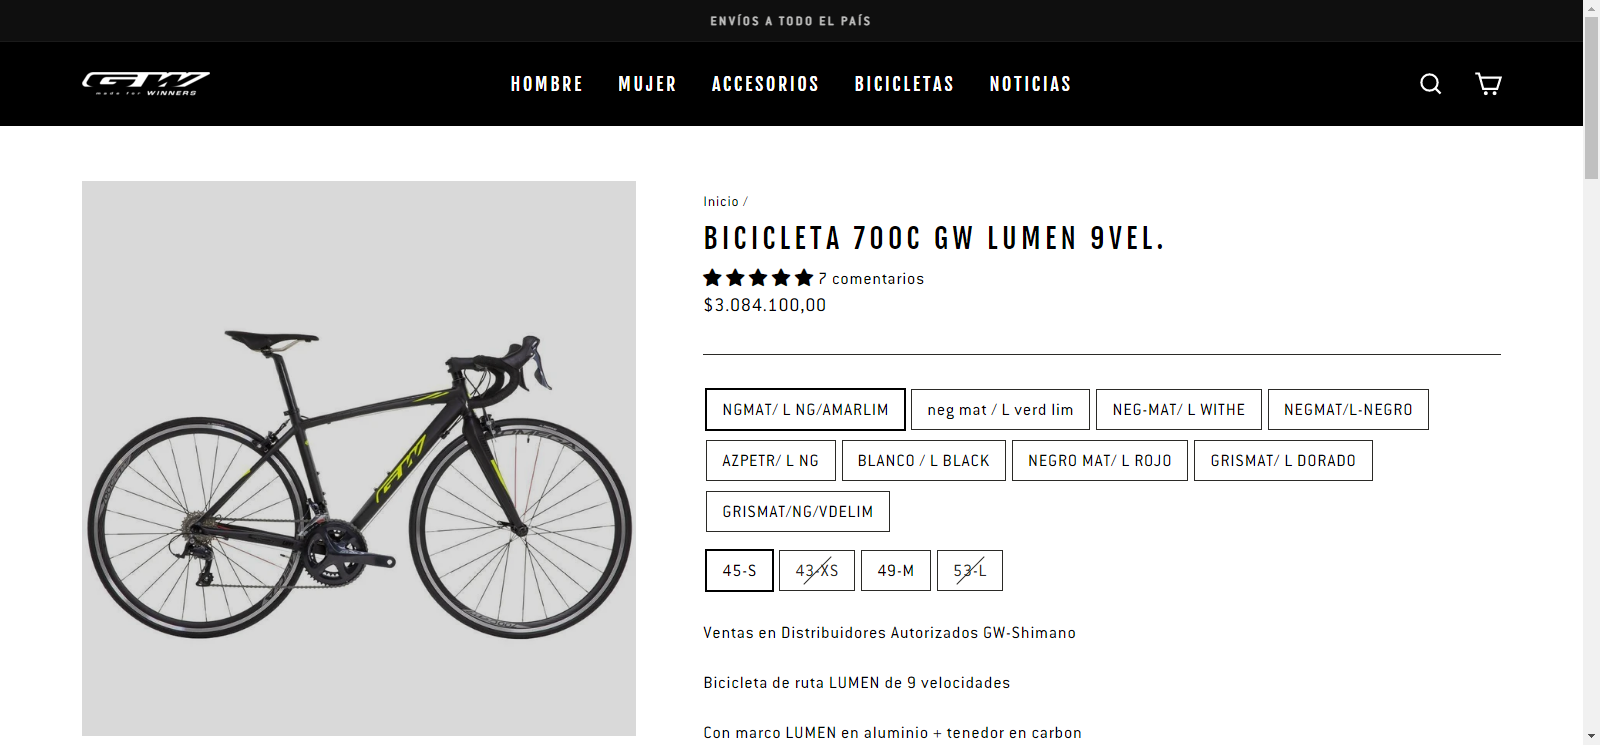 ENVÍOS A TODO EL PAÍS
GW
made for WINNERS
HOMBRE MUJER ACCESORIOS BICICLETAS NOTICIAS
Inicio /
BICICLETA 700C GW LUMEN 9VEL.
7 comentarios
$3.084.100,00
NGMAT/ L NG/AMARLIM neg mat / L verd lim NEG-MAT/ L WITHE NEGMAT/L-NEGRO
AZPETR/ L NG BLANCO / L BLACK NEGRO MAT/ L ROJO GRISMAT/ L DORADO
GRISMAT/NG/VDELIM
45-S 43-XS 49-M 53-L
Ventas en Distribuidores Autorizados GW-Shimano
Bicicleta de ruta LUMEN de 9 velocidades
Con marco LUMEN en aluminio + tenedor en carbon
GW